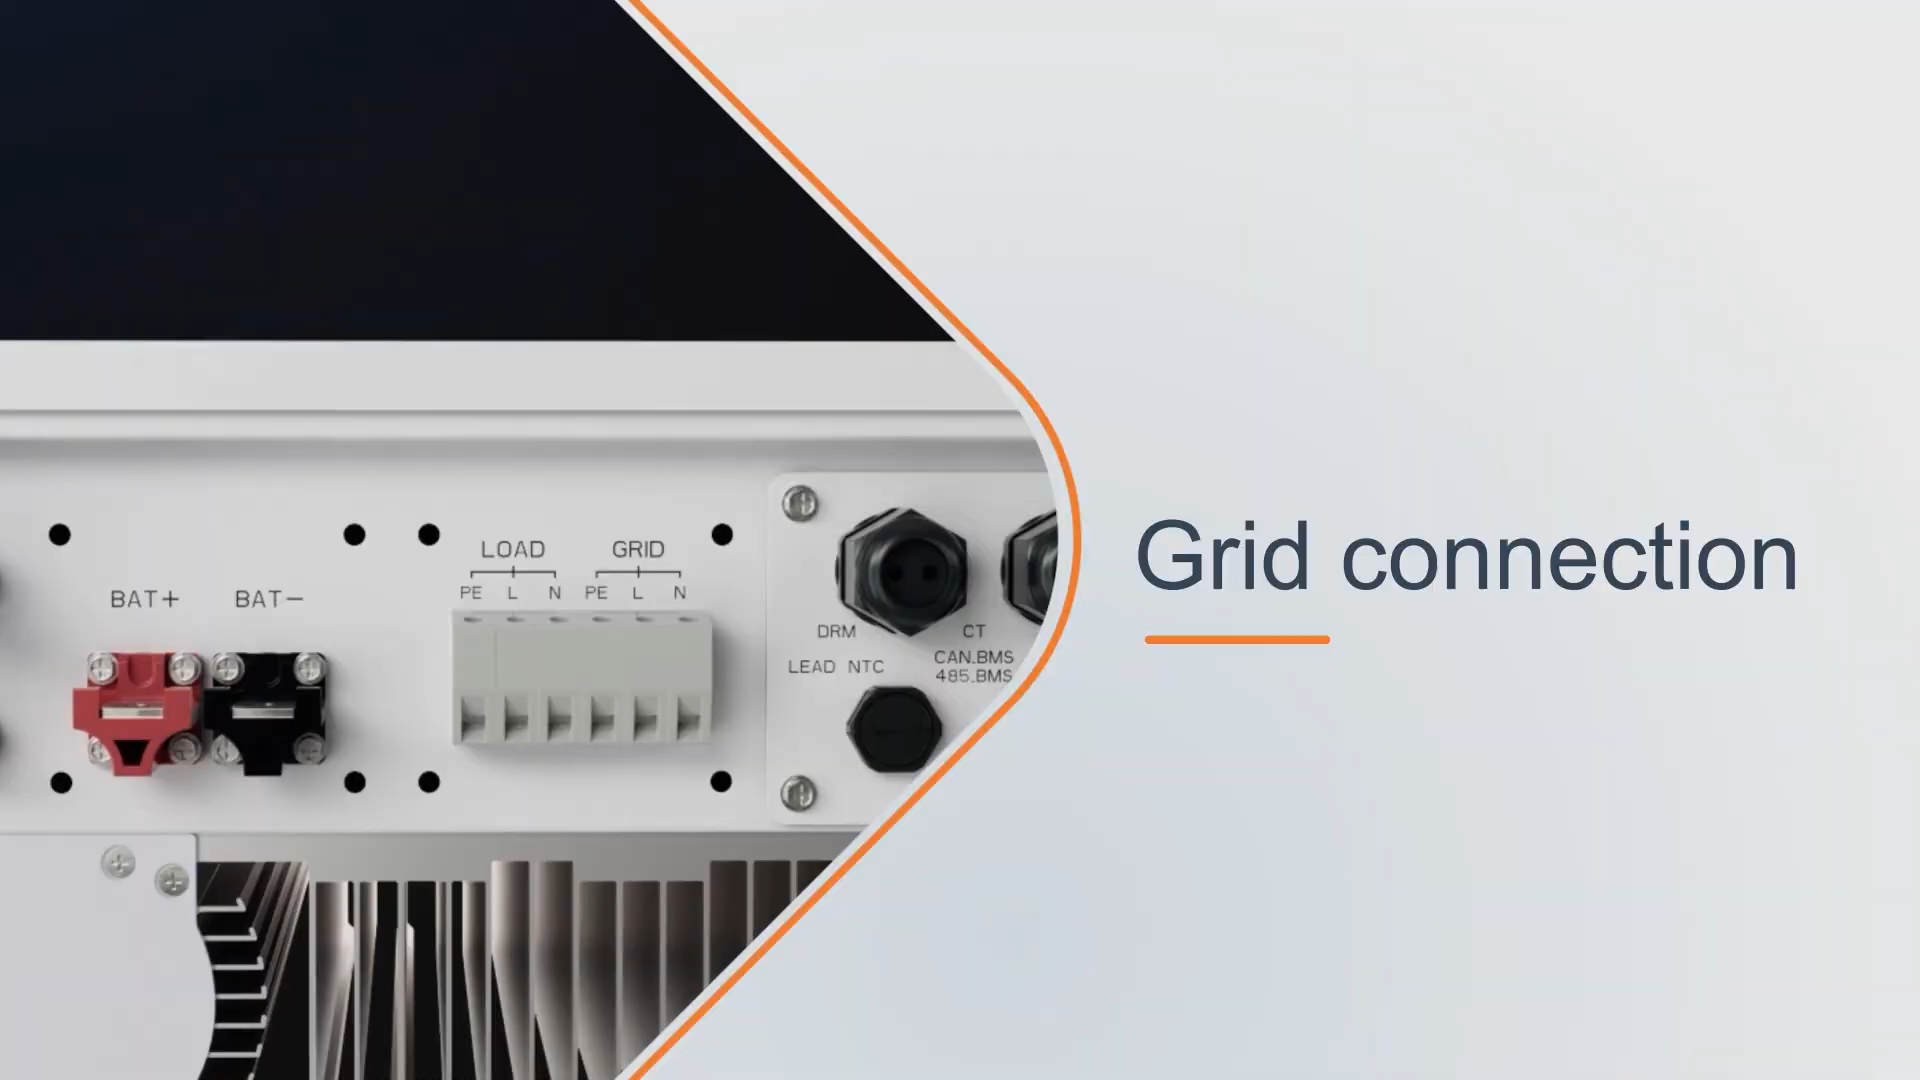 LOAD GRID
PE L N PE L N
BAT+ BAT−
DRM CT
LEAD NTC CAN.BMS
485.BMS
Grid connection